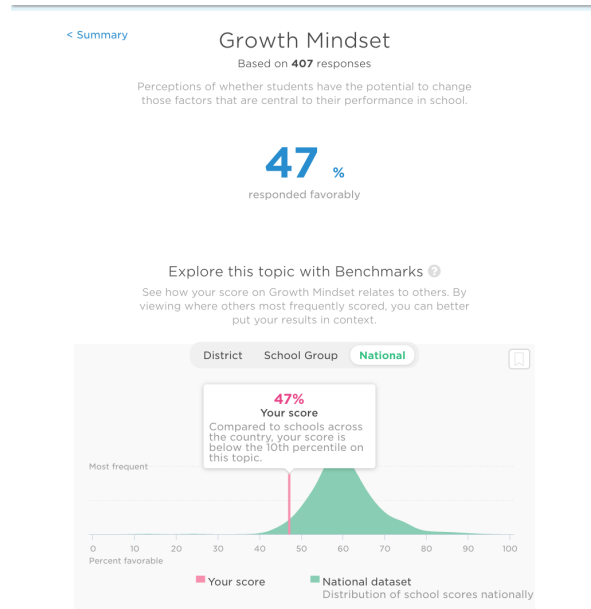 < Summary
Growth Mindset
Based on 407 responses
Perceptions of whether students have the potential to change
those factors that are central to their performance in school.
47 %
responded favorably
Explore this topic with Benchmarks ?
See how your score on Growth Mindset relates to others. By
viewing where others most frequently scored, you can better
put your results in context.
District School Group National
47%
Your score
Compared to schools across
the country, your score is
below the 10th percentile on
this topic.
Most frequent
0 10 20 30 40 50 60 70 80 90 100
Percent favorable
Your score National dataset
Distribution of school scores nationally